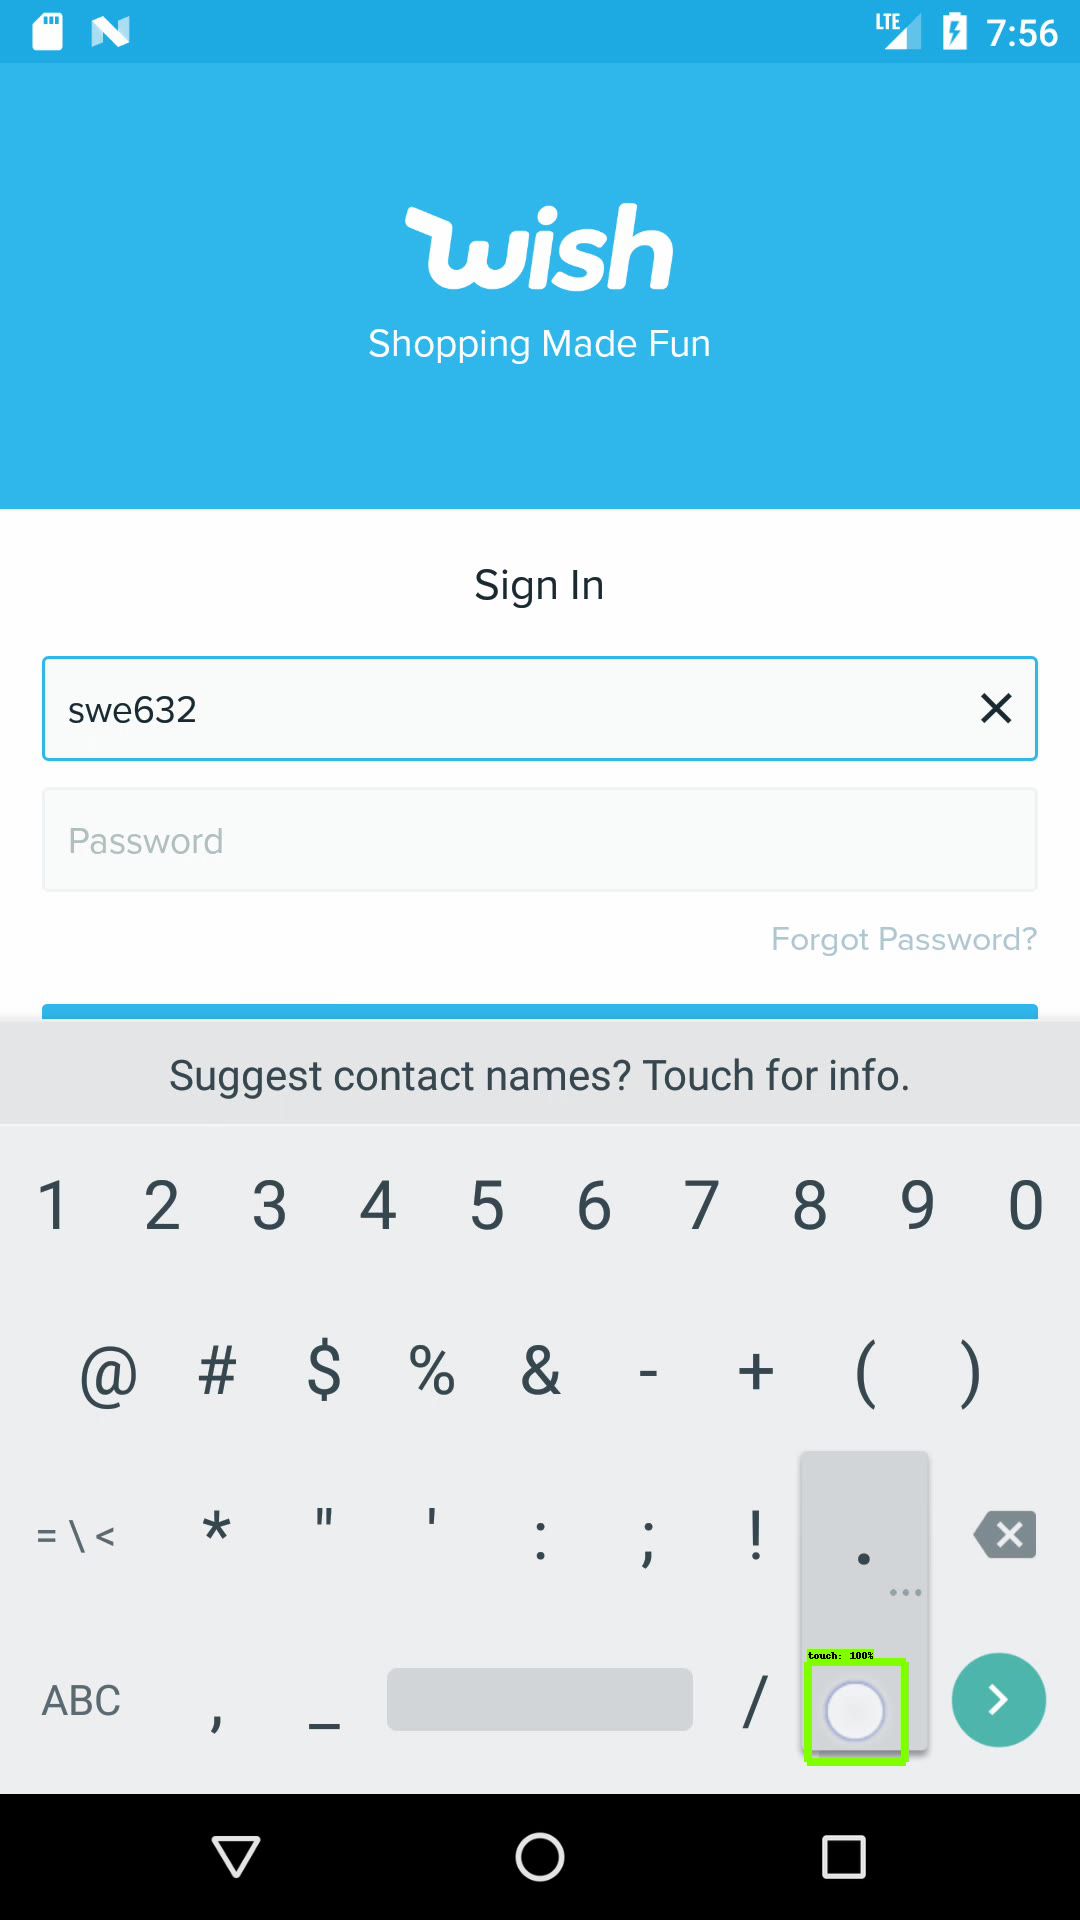 LTE 7:56
wish
Shopping Made Fun
Sign In
swe632
Password
Forgot Password?
Suggest contact names? Touch for info.
1 2 3 4 5 6 7 8 9 0
@ # $ % & - + ( )
= \ < * " ' : ; ! .
touch: 100%
ABC , _ /